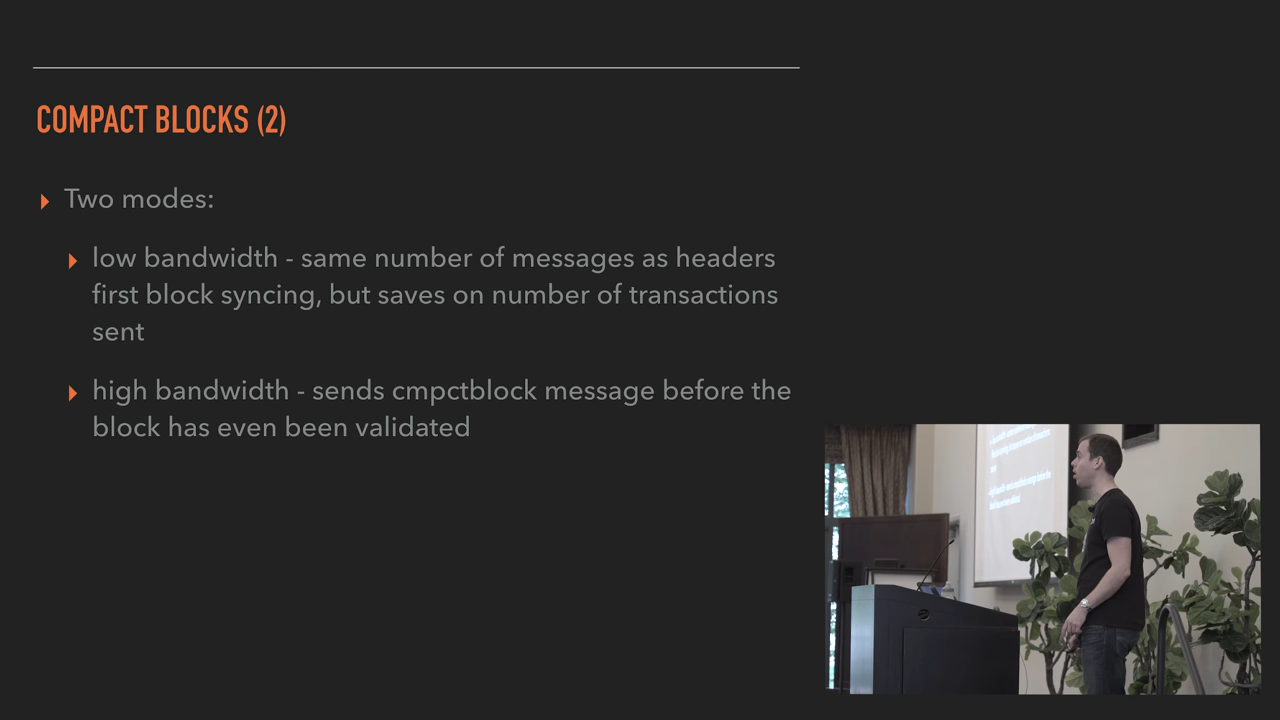 COMPACT BLOCKS (2)
Two modes:
low bandwidth - same number of messages as headers
first block syncing, but saves on number of transactions
sent
high bandwidth - sends cmpctblock message before the
block has even been validated